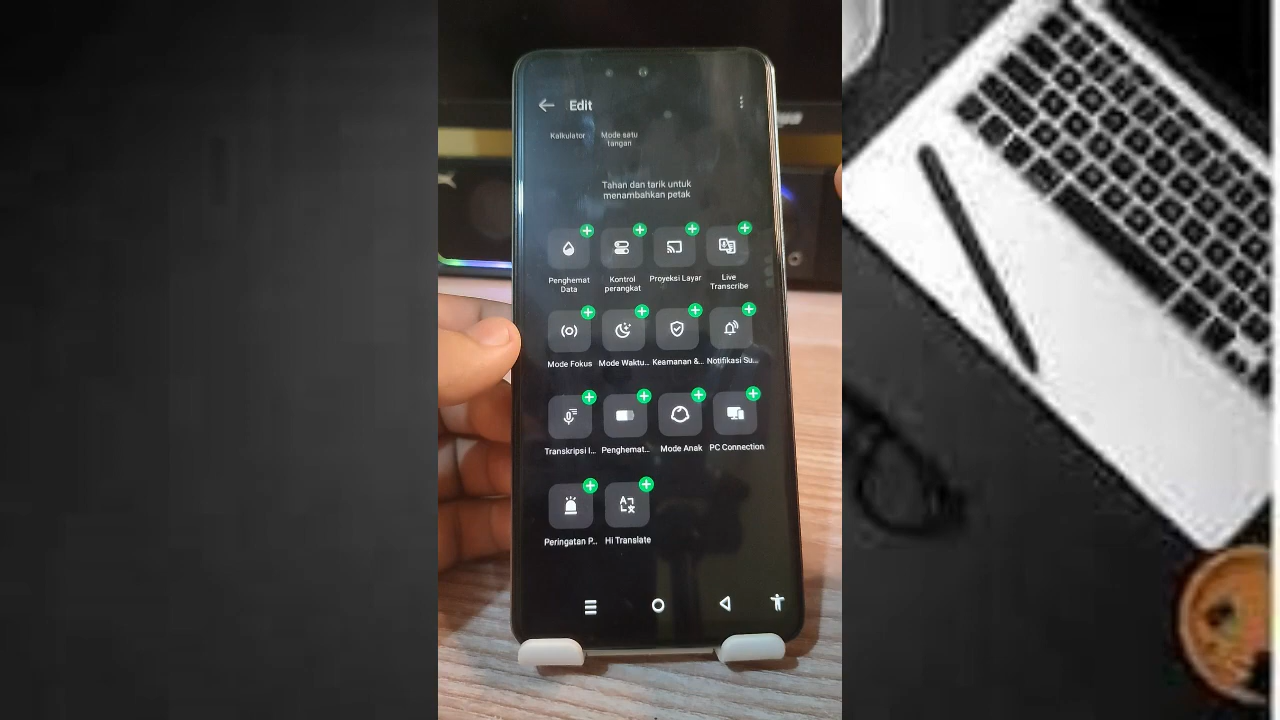 Edit
Kalkulator
Mode satu
tangan
Tahan dan tarik untuk
menambahkan petak
Penghemat
Data
Kontrol
perangkat
Proyeksi Layar
Live
Transcribe
Mode Fokus
Mode Waktu...
Keamanan &...
Notifikasi Su...
Transkripsi I...
Penghemat...
Mode Anak
PC Connection
Peringatan P...
Hi Translate